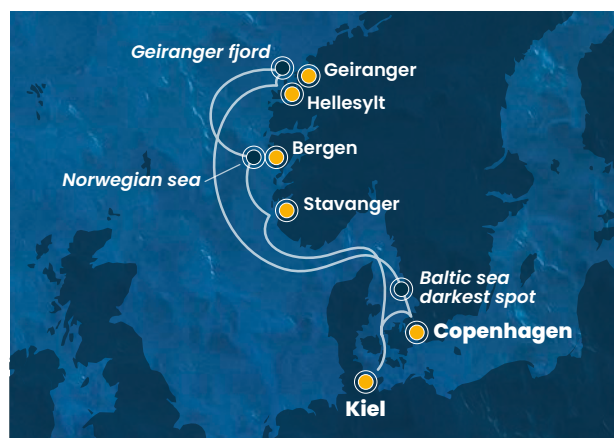 Geiranger fjord
Geiranger
Hellesylt
Bergen
Norwegian sea
Stavanger
Baltic sea
darkest spot
Copenhagen
Kiel